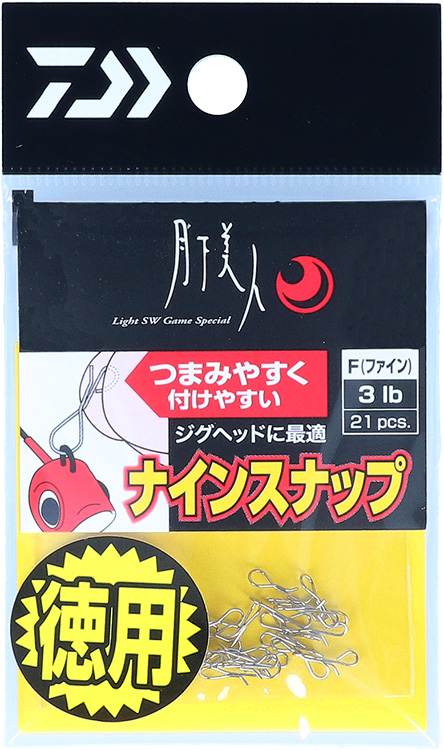 月下美人
Light SW Game Special
つまみやすく
付けやすい
F(ファイン)
3 lb
21 pcs.
ジグヘッドに最適
ナインスナップ
徳用